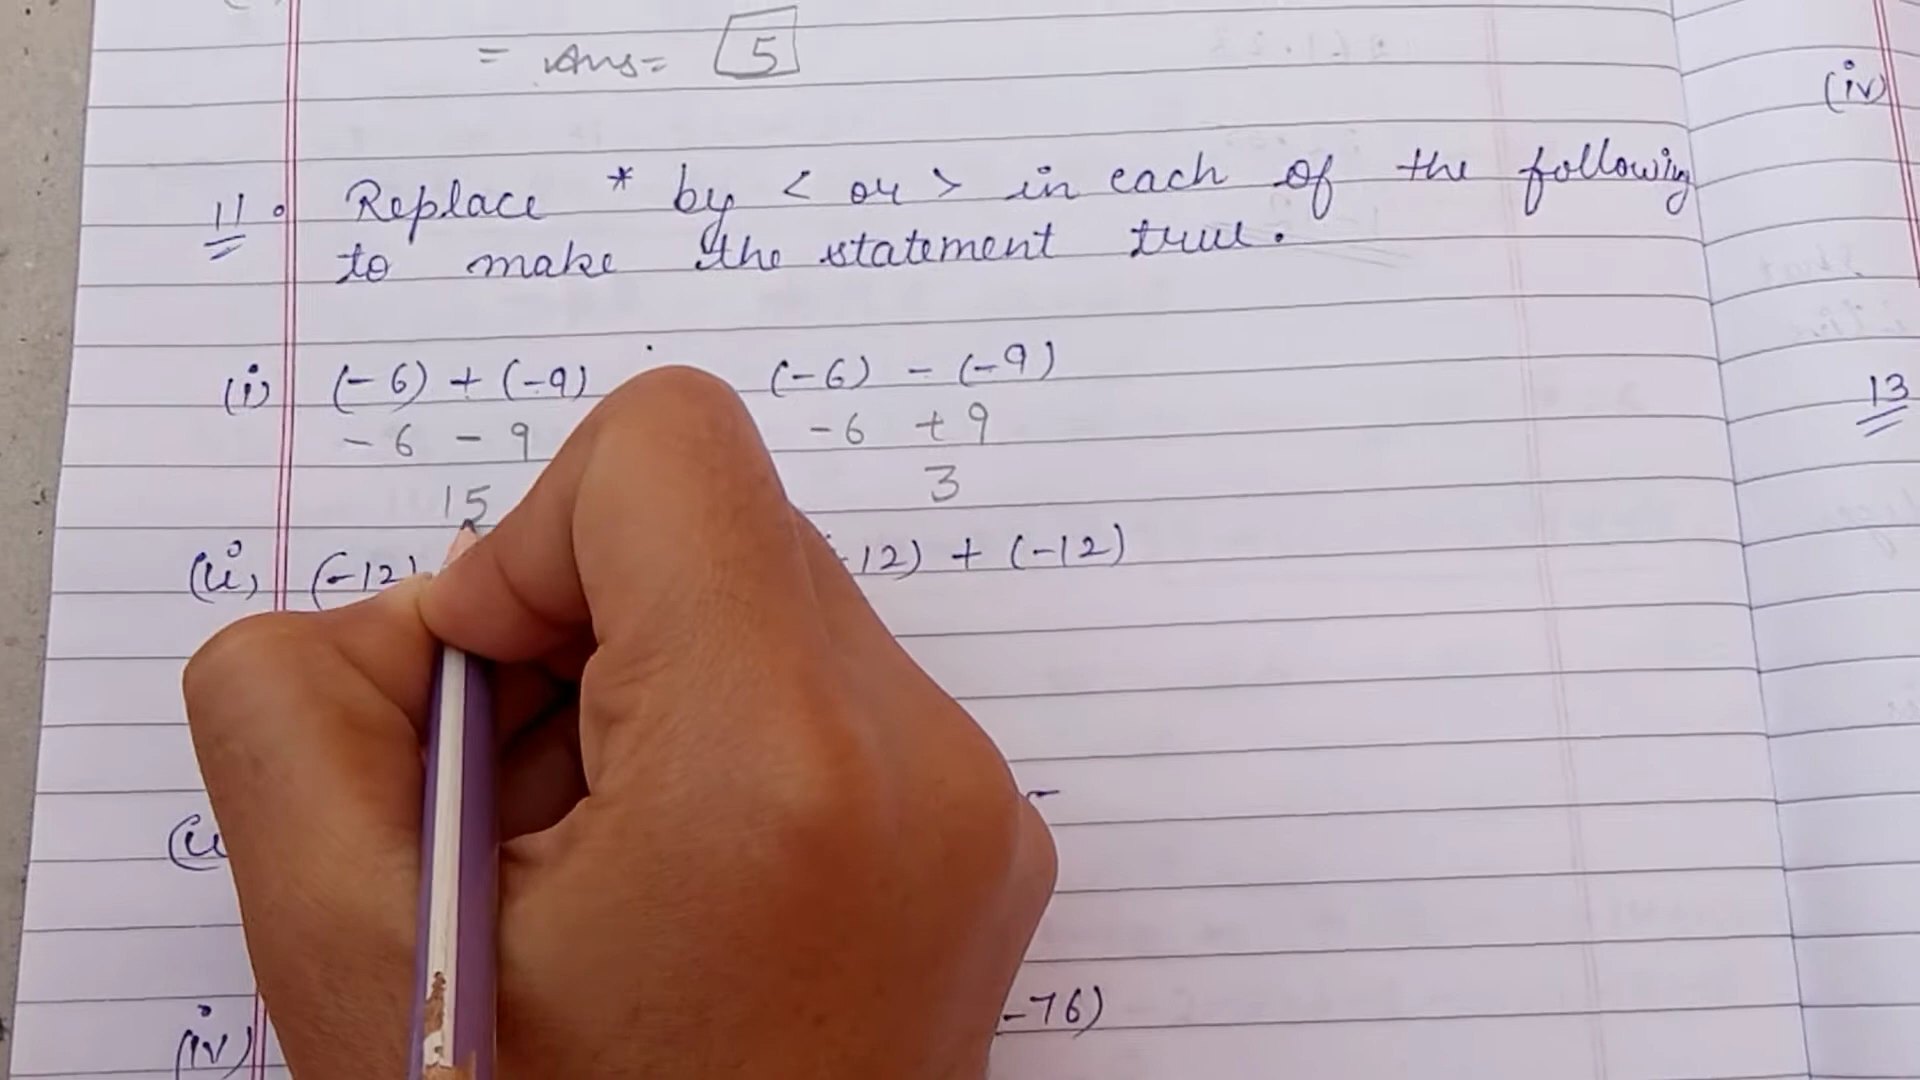 = Ans = 5
(iv)
11. Replace * by < or > in each of the following
to make the statement true.
(i) (-6) + (-9) (-6) - (-9)
13
- 6 - 9 - 6 + 9
15 3
(ii) (-12) -12) + (-12)
-76)
(iv)